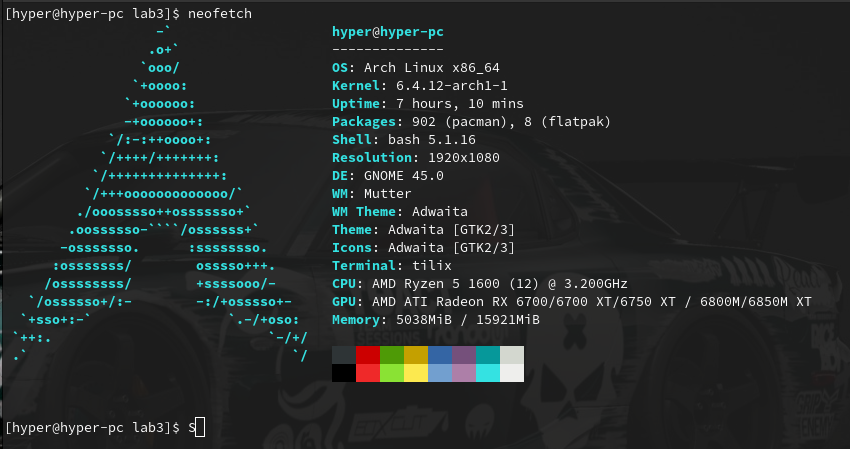 [hyper@hyper-pc lab3]$ neofetch
                   -`                    hyper@hyper-pc
                  .o+`                   --------------
                 `ooo/                   OS: Arch Linux x86_64
                `+oooo:                  Kernel: 6.4.12-arch1-1
               `+oooooo:                 Uptime: 7 hours, 10 mins
               -+oooooo+:                Packages: 902 (pacman), 8 (flatpak)
             `/:-:++oooo+:               Shell: bash 5.1.16
            `/++++/+++++++:              Resolution: 1920x1080
           `/++++++++++++++:             DE: GNOME 45.0
          `/+++ooooooooooooo/`           WM: Mutter
         ./ooosssso++osssssso+`          WM Theme: Adwaita
        .oossssso-````/ossssss+`         Theme: Adwaita [GTK2/3]
       -osssssso.      :ssssssso.        Icons: Adwaita [GTK2/3]
      :osssssss/        osssso+++.       Terminal: tilix
     /ossssssss/        +ssssooo/-       CPU: AMD Ryzen 5 1600 (12) @ 3.200GHz
   `/ossssso+/:-        -:/+osssso+-     GPU: AMD ATI Radeon RX 6700/6700 XT/6750 XT / 6800M/6850M XT
  `+sso+:-`                 `.-/+oso:    Memory: 5038MiB / 15921MiB
 `++:.                           `-/+/
 .`                                 `/
[hyper@hyper-pc lab3]$ S